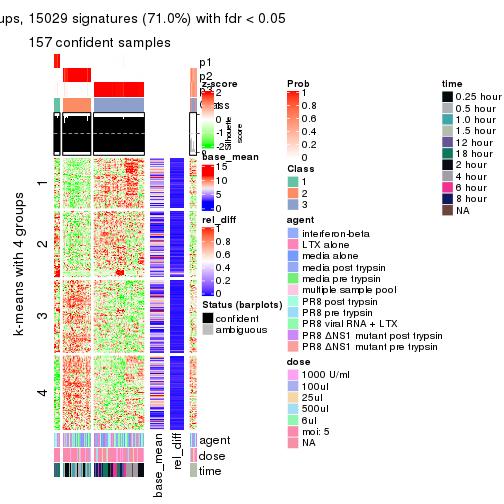 ups, 15029 signatures (71.0%) with fdr < 0.05
157 confident samples
p1
p2
Class
Silhouette
score
k-means with 4 groups
1
2
3
4
base_mean
rel_diff
agent
dose
time
z-score
2
1
0
-1
-2
base_mean
15
10
5
0
rel_diff
1
0.8
0.6
0.4
0.2
0
Status (barplots)
confident
ambiguous
Prob
1
0.8
0.6
0.4
0.2
0
Class
1
2
3
agent
interferon-beta
LTX alone
media alone
media post trypsin
media pre trypsin
multiple sample pool
PR8 post trypsin
PR8 pre trypsin
PR8 viral RNA + LTX
PR8 ΔNS1 mutant post trypsin
PR8 ΔNS1 mutant pre trypsin
dose
1000 U/ml
100ul
25ul
500ul
6ul
moi: 5
NA
time
0.25 hour
0.5 hour
1.0 hour
1.5 hour
12 hour
18 hour
2 hour
4 hour
6 hour
8 hour
NA